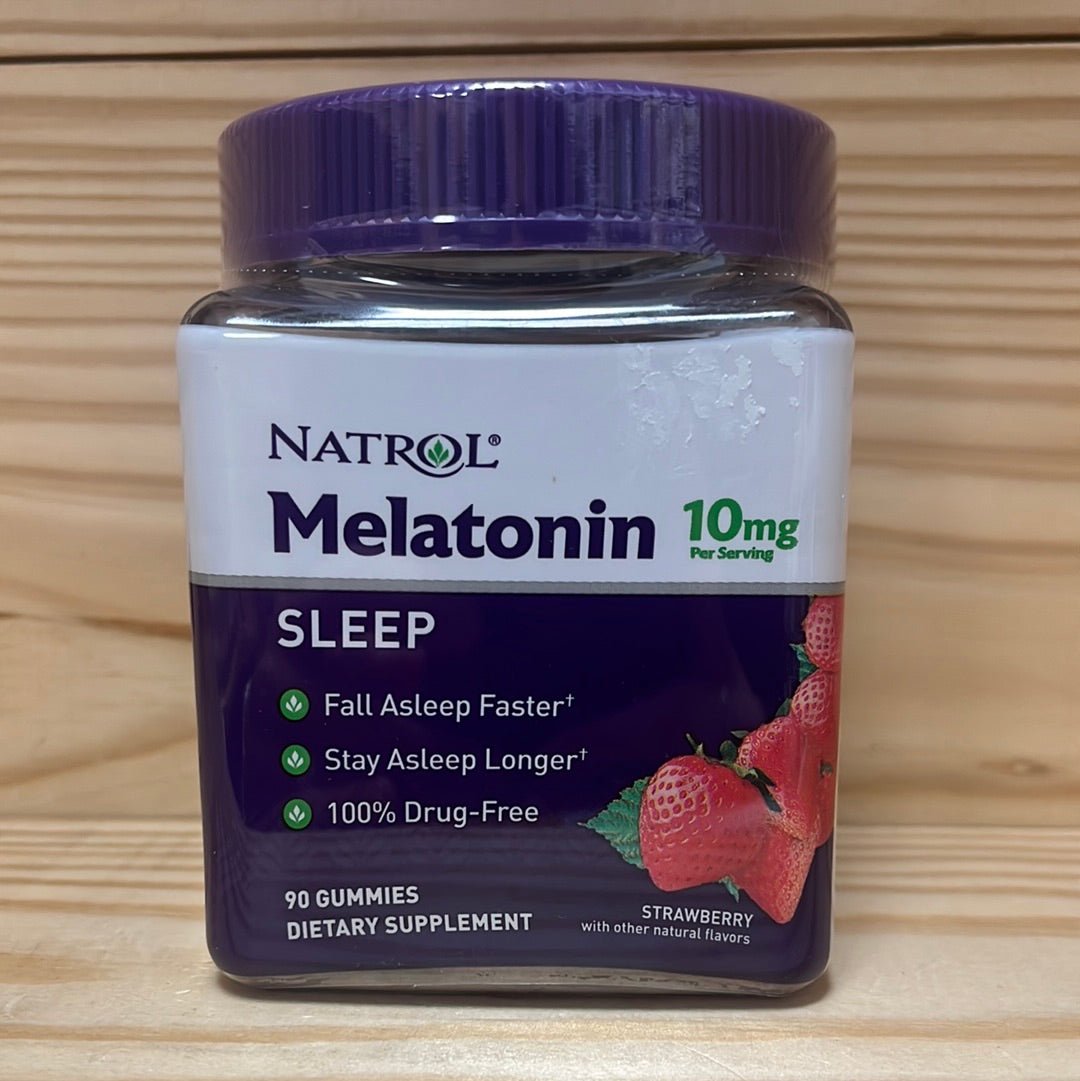 NATROL®
Melatonin 10mg
Per Serving
SLEEP
Fall Asleep Faster†
Stay Asleep Longer†
100% Drug-Free
90 GUMMIES
DIETARY SUPPLEMENT
STRAWBERRY
with other natural flavors